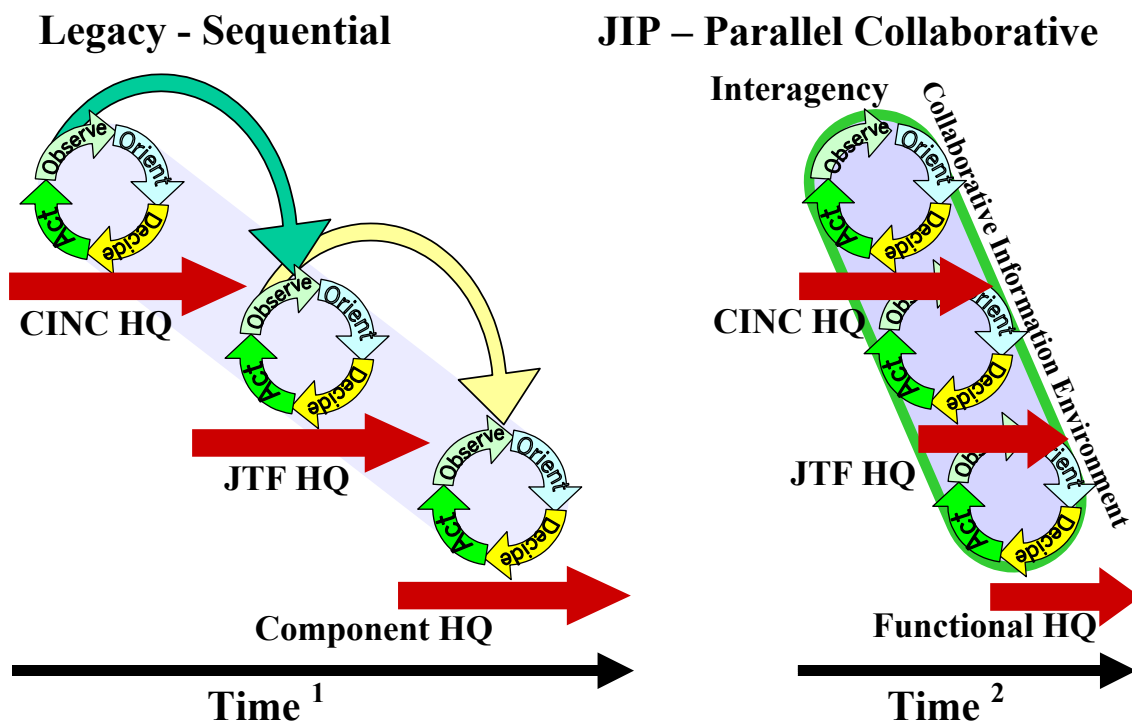 Legacy - Sequential
Observe
Orient
Decide
Act
CINC HQ
Observe
Orient
Decide
Act
JTF HQ
Observe
Orient
Decide
Act
Component HQ
Time 1
JIP – Parallel Collaborative
Interagency
Collaborative Information Environment
Observe
Orient
Decide
Act
CINC HQ
Decide
Act
JTF HQ
Decide
Act
Functional HQ
Time 2